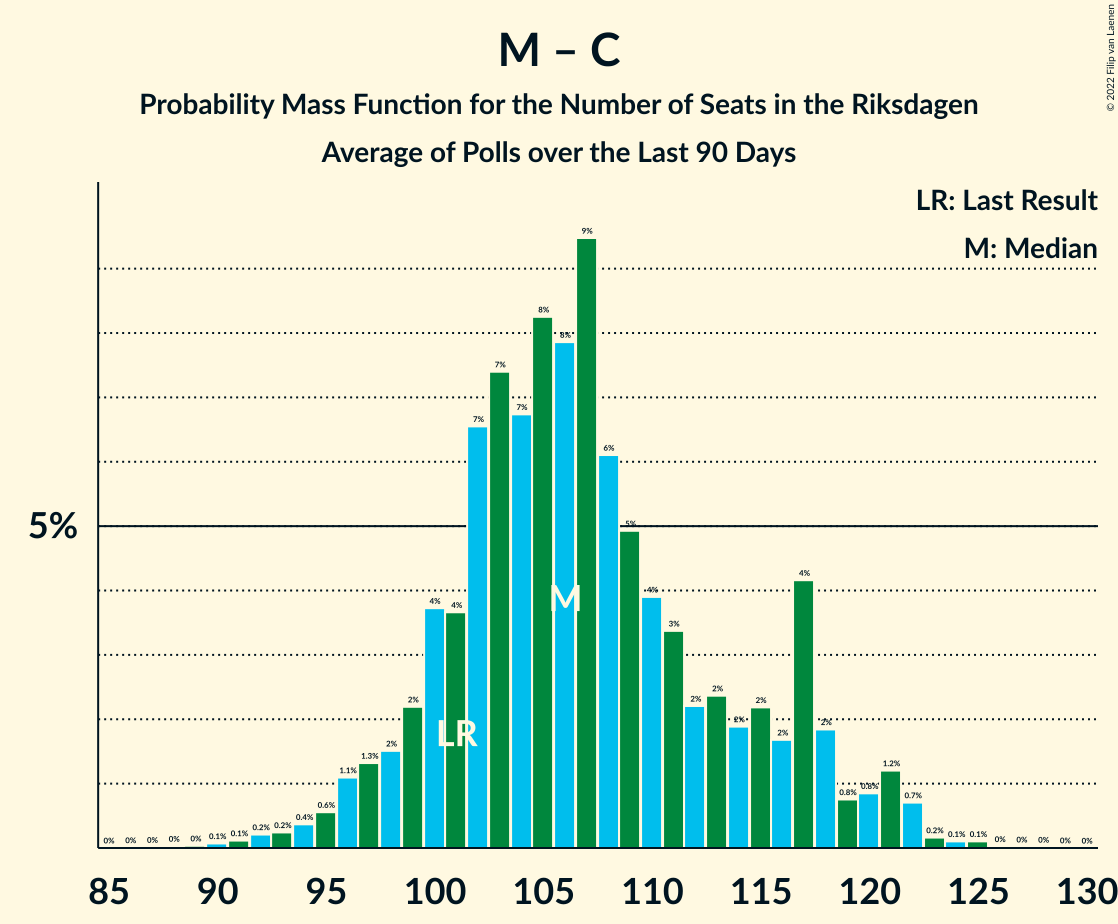 M – C
Probability Mass Function for the Number of Seats in the Riksdagen
Average of Polls over the Last 90 Days
© 2022 Filip van Laenen
LR: Last Result
M: Median
5%
0% 0% 0% 0% 0% 0.1% 0.1% 0.2% 0.2% 0.4% 0.6% 1.1% 1.3% 2% 2% 4% 4% 7% 7% 7% 8% 8% 9% 6% 5% 4% 3% 2% 2% 2% 2% 2% 4% 2% 0.8% 0.8% 1.2% 0.7% 0.2% 0.1% 0.1% 0% 0% 0% 0% 0%
M
LR
85 90 95 100 105 110 115 120 125 130